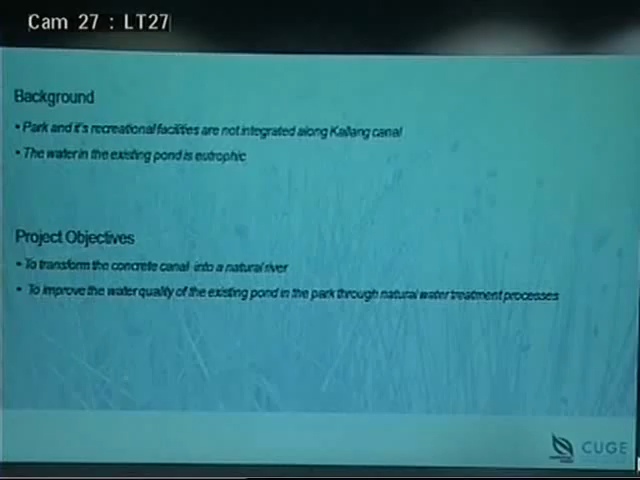 Cam 27 : LT27
Background
• Park and it's recreational facilities are not integrated along Kallang canal
• The water in the existing pond is eutrophic
Project Objectives
• To transform the concrete canal into a natural river
• To improve the water quality of the existing pond in the park through natural water treatment processes
CUGE